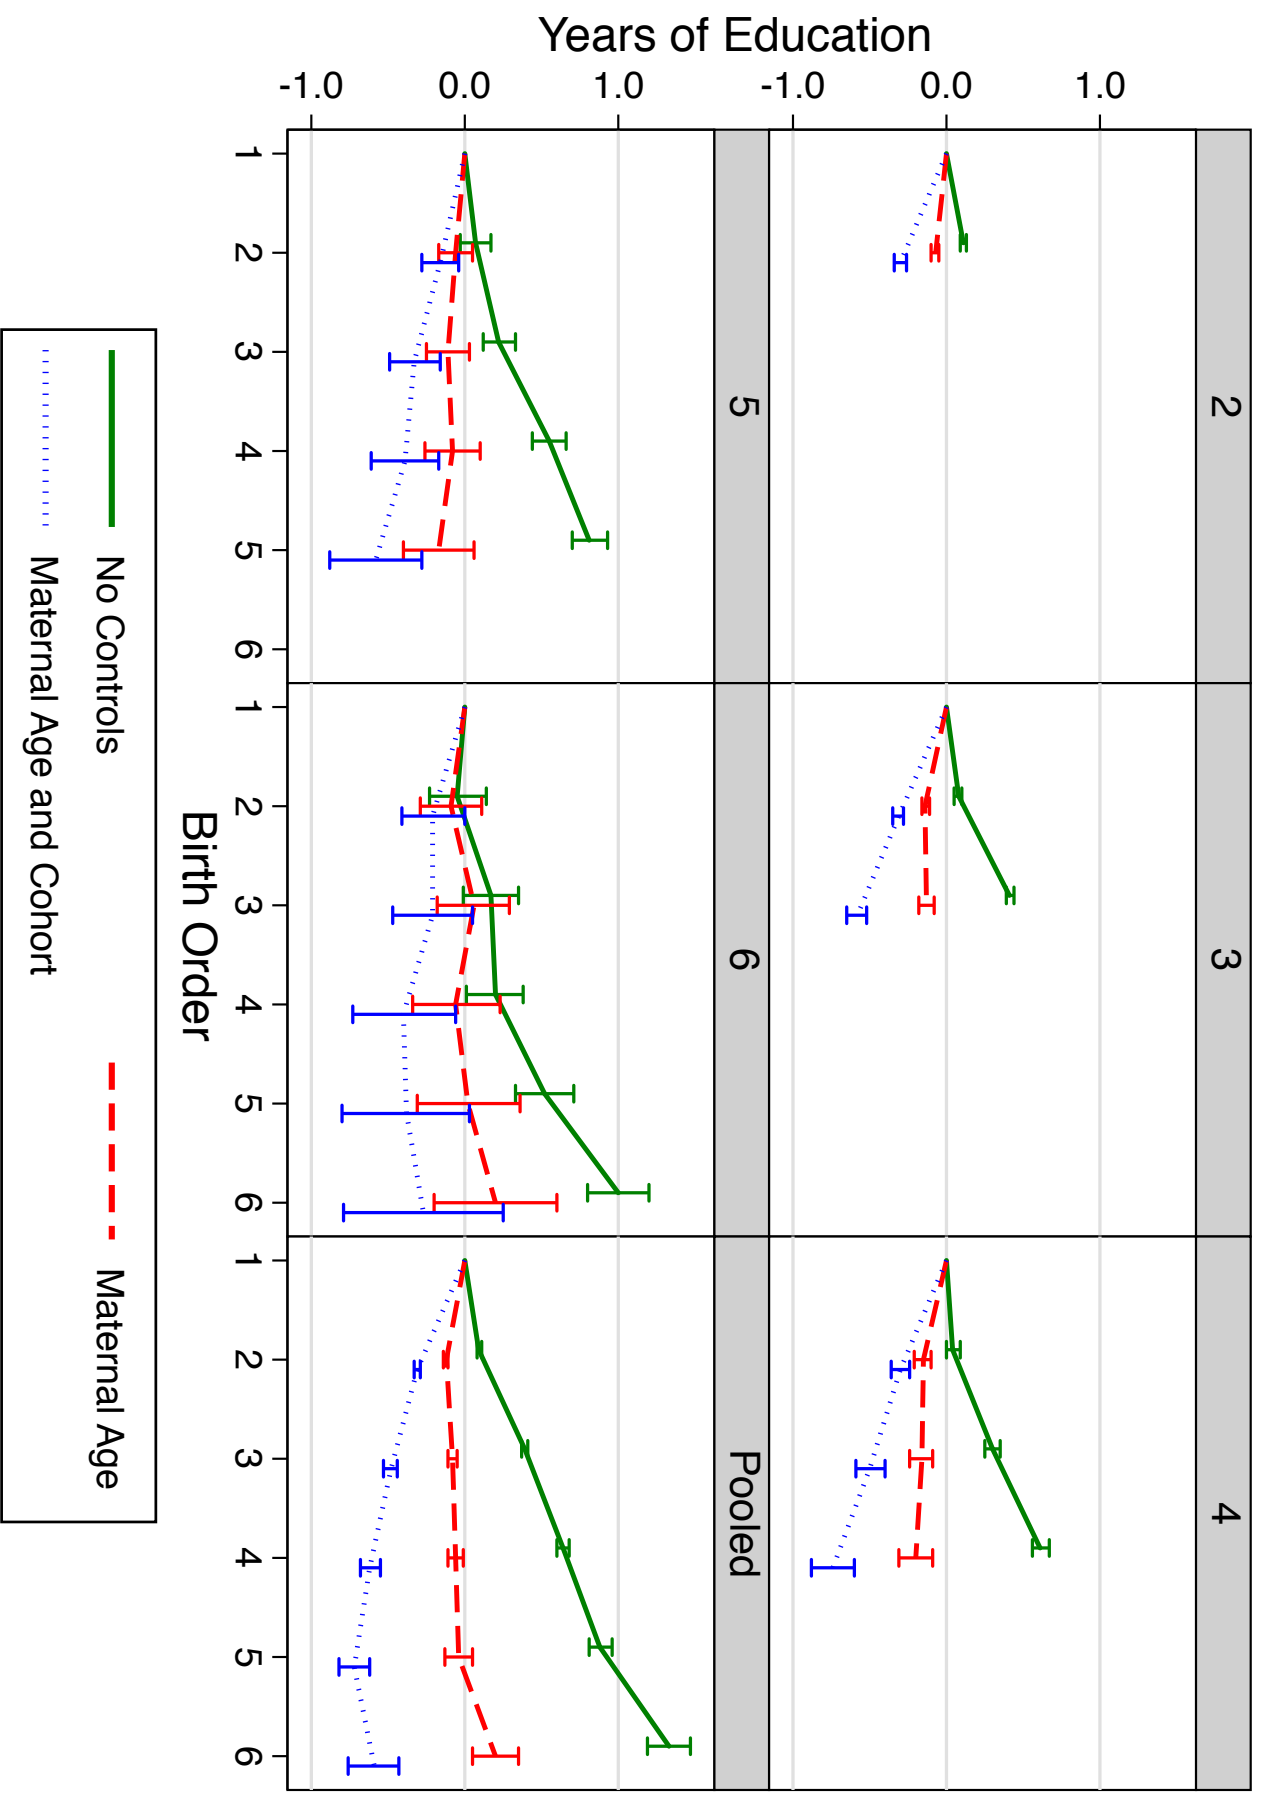 2
3
4
1.0
0.0
-1.0
5
6
Pooled
1.0
0.0
-1.0
1 2 3 4 5 6
1 2 3 4 5 6
1 2 3 4 5 6
Years of Education
Birth Order
No Controls
Maternal Age
Maternal Age and Cohort